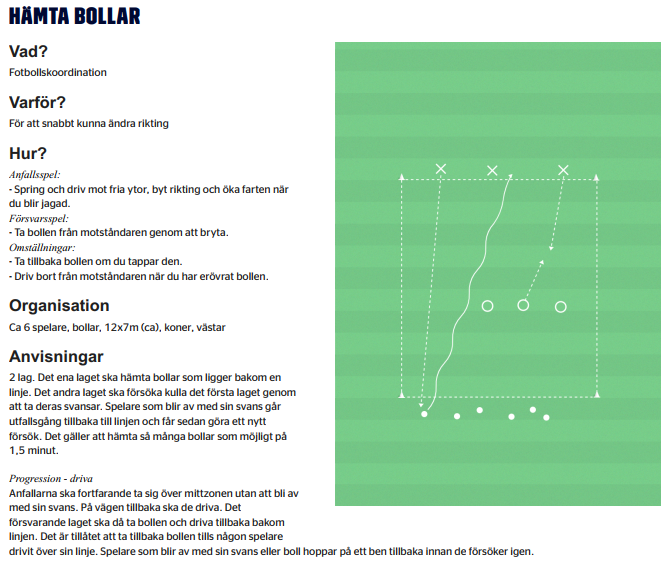 HÄMTA BOLLAR
Vad?
Fotbollskoordination
Varför?
För att snabbt kunna ändra rikting
Hur?
Anfallsspel:
- Spring och driv mot fria ytor, byt rikting och öka farten när
du blir jagad.
Försvarsspel:
- Ta bollen från motståndaren genom att bryta.
Omställningar:
- Ta tillbaka bollen om du tappar den.
- Driv bort från motståndaren när du har erövrat bollen.
Organisation
Ca 6 spelare, bollar, 12x7m (ca), koner, västar
Anvisningar
2 lag. Det ena laget ska hämta bollar som ligger bakom en
linje. Det andra laget ska försöka kulla det första laget genom
att ta deras svansar. Spelare som blir av med sin svans går
utfallsgång tillbaka till linjen och får sedan göra ett nytt
försök. Det gäller att hämta så många bollar som möjligt på
1,5 minut.
Progression - driva
Anfallarna ska fortfarande ta sig över mittzonen utan att bli av
med sin svans. På vägen tillbaka ska de driva. Det
försvarande laget ska då ta bollen och driva tillbaka bakom
linjen. Det är tillåtet att ta tillbaka bollen tills någon spelare
drivit över sin linje. Spelare som blir av med sin svans eller boll hoppar på ett ben tillbaka innan de försöker igen.